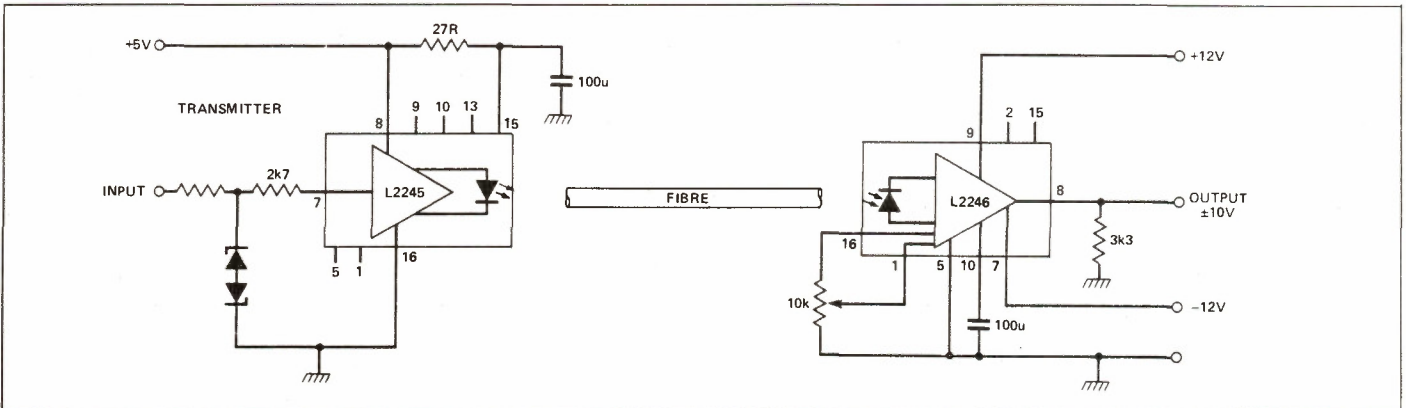 27R
+5V
100u
TRANSMITTER
9 10 13
8 15
2k7
INPUT
L2245
7
5 1 16
FIBRE
+12V
2 15
9
L2246
8
OUTPUT
±10V
3k3
16
1 5 10 7
10k
-12V
100u